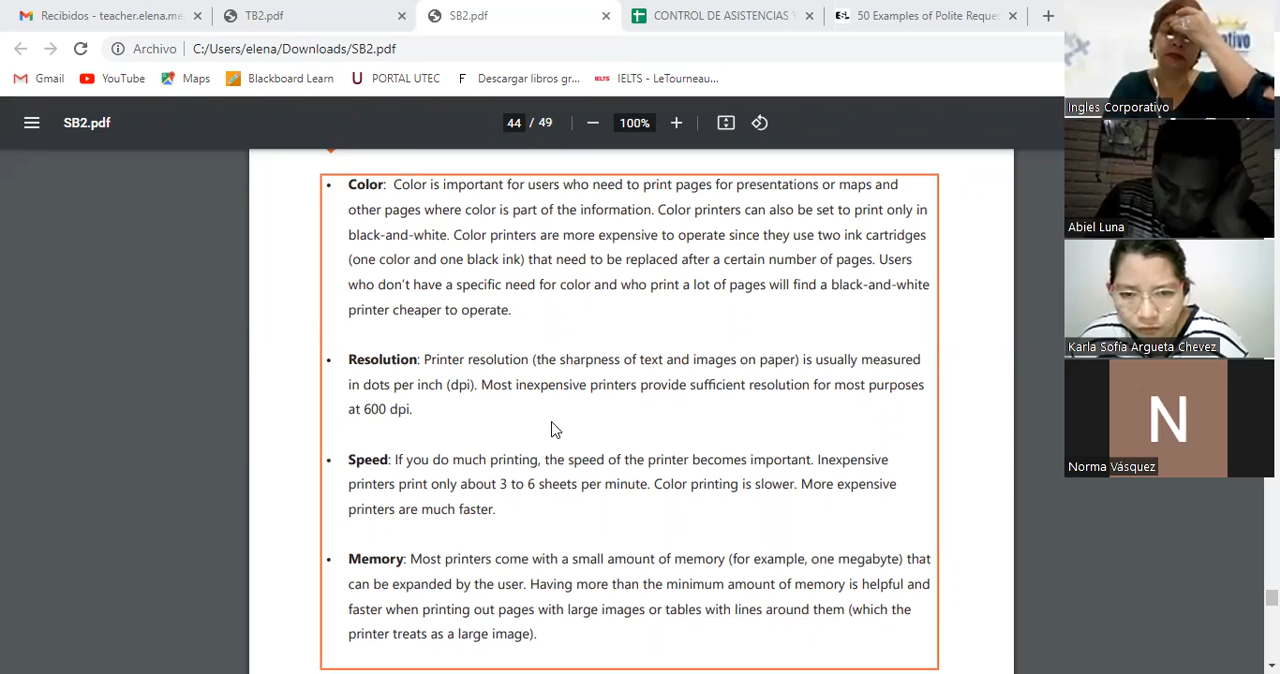 Recibidos - teacher.elena.me
TB2.pdf
SB2.pdf
CONTROL DE ASISTENCIAS
50 Examples of Polite Reque
Archivo
C:/Users/elena/Downloads/SB2.pdf
Gmail
YouTube
Maps
Blackboard Learn
PORTAL UTEC
Descargar libros gr...
IELTS - LeTourneau...
SB2.pdf
44 / 49
100%
Ingles Corporativo
Abiel Luna
Karla Sofía Argueta Chevez
N
Norma Vásquez
• Color: Color is important for users who need to print pages for presentations or maps and
other pages where color is part of the information. Color printers can also be set to print only in
black-and-white. Color printers are more expensive to operate since they use two ink cartridges
(one color and one black ink) that need to be replaced after a certain number of pages. Users
who don't have a specific need for color and who print a lot of pages will find a black-and-white
printer cheaper to operate.
• Resolution: Printer resolution (the sharpness of text and images on paper) is usually measured
in dots per inch (dpi). Most inexpensive printers provide sufficient resolution for most purposes
at 600 dpi.
• Speed: If you do much printing, the speed of the printer becomes important. Inexpensive
printers print only about 3 to 6 sheets per minute. Color printing is slower. More expensive
printers are much faster.
• Memory: Most printers come with a small amount of memory (for example, one megabyte) that
can be expanded by the user. Having more than the minimum amount of memory is helpful and
faster when printing out pages with large images or tables with lines around them (which the
printer treats as a large image).